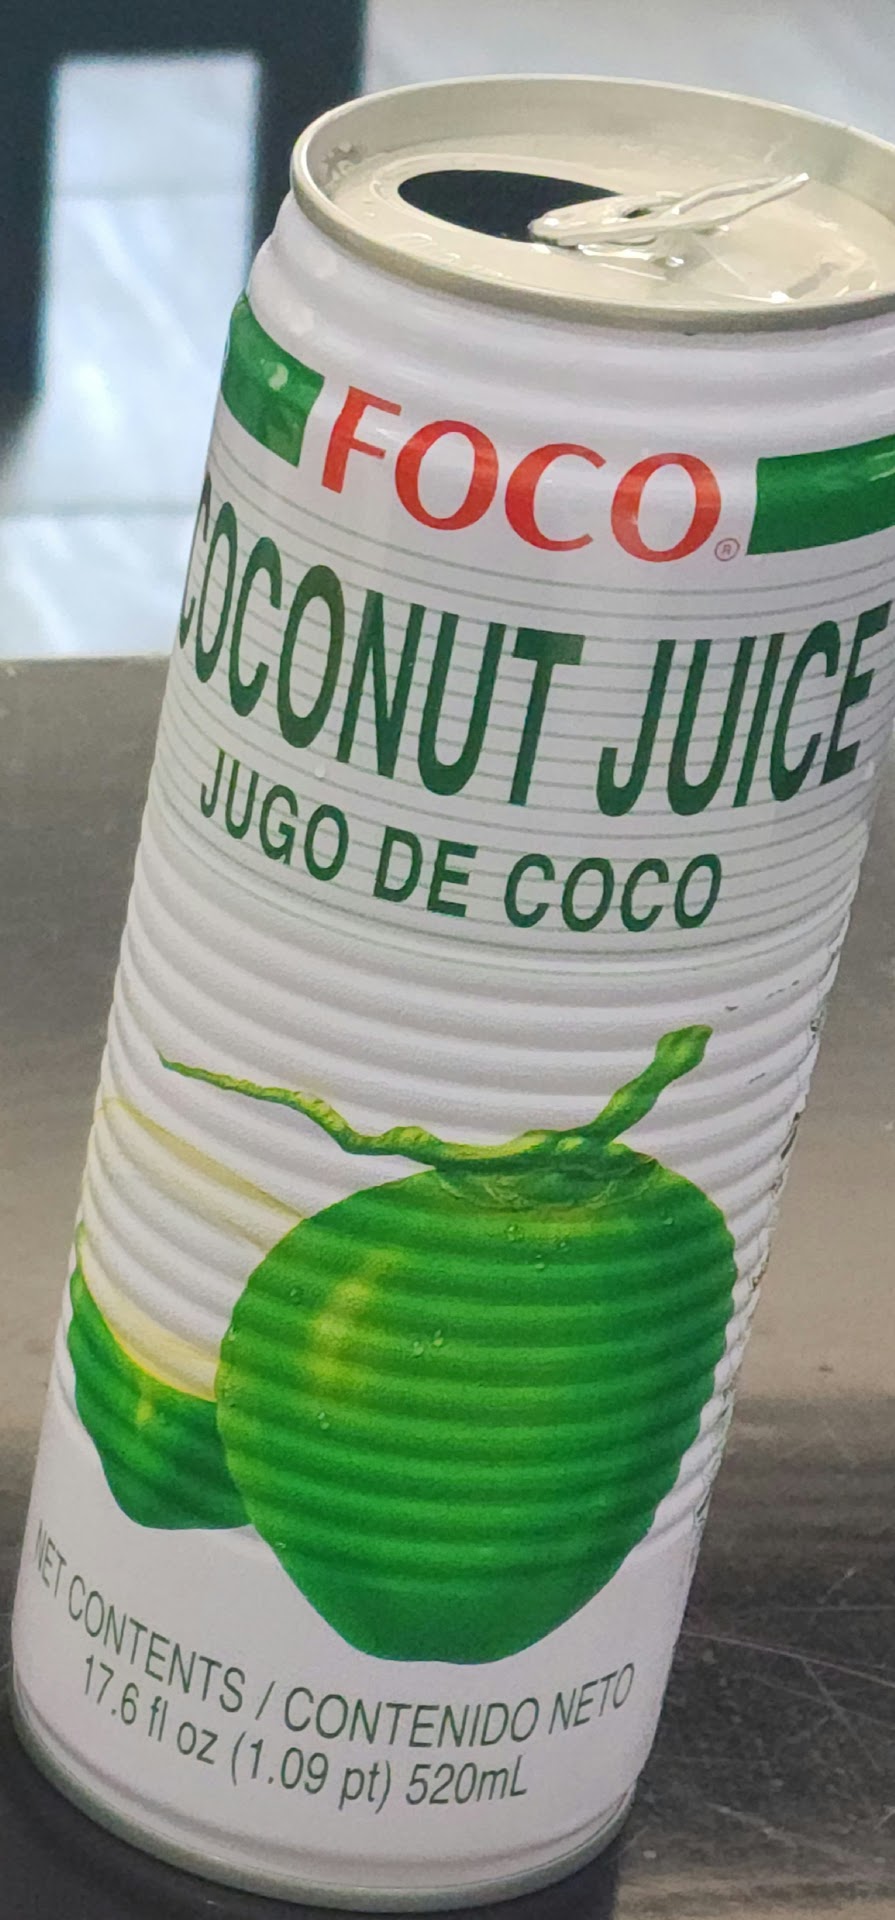 FOCO®
COCONUT JUICE
JUGO DE COCO
NET CONTENTS / CONTENIDO NETO
17.6 fl oz (1.09 pt) 520mL